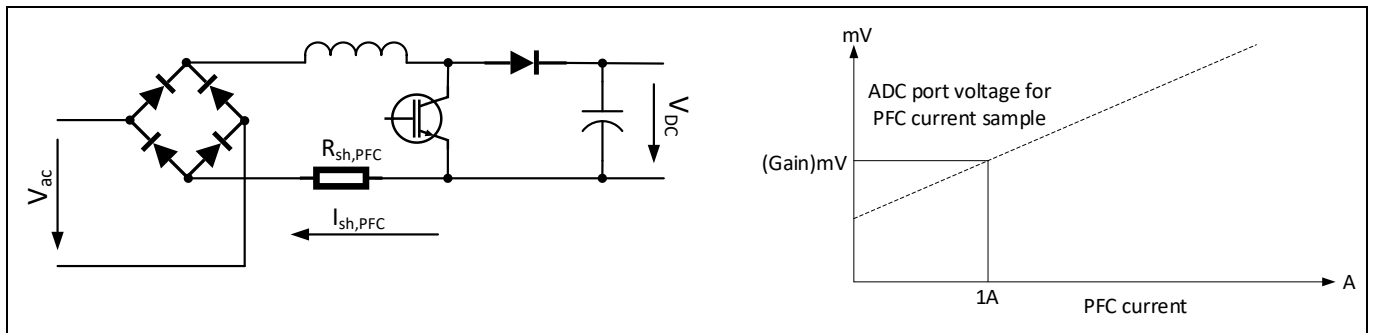 V_ac
R_sh,PFC
I_sh,PFC
V_DC
mV
ADC port voltage for
PFC current sample
(Gain)mV
1A
PFC current
A